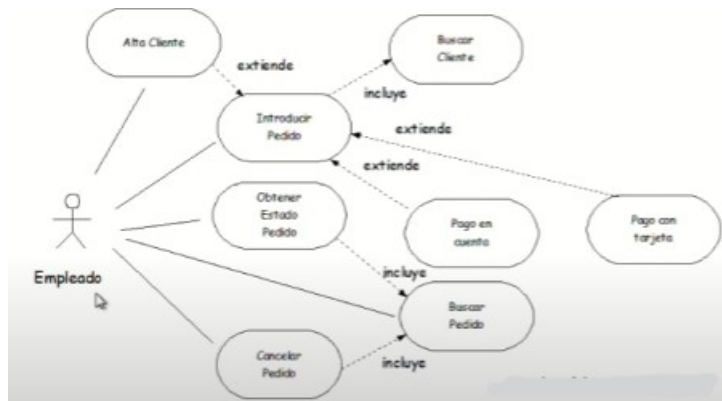 Alta Cliente
Buscar
Cliente
extiende
incluye
Introducir
Pedido
extiende
extiende
Obtener
Estado
Pedido
Pago en
cuenta
Pago con
tarjeta
Empleado
incluye
Buscar
Pedido
Cancelar
Pedido
incluye